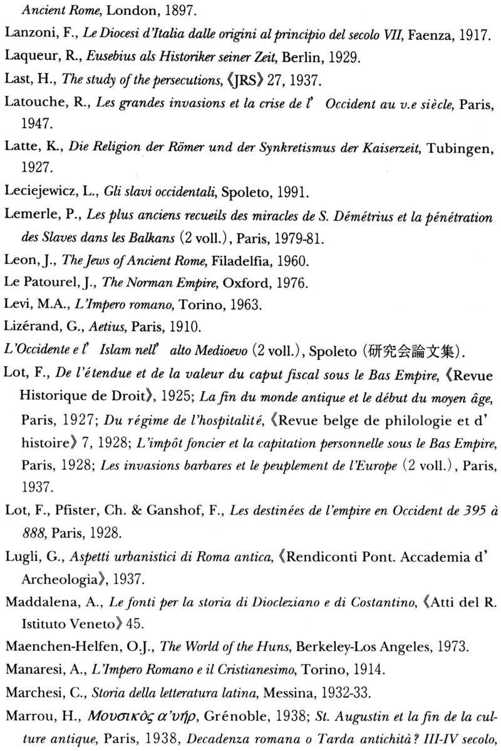 Ancient Rome, London, 1897.
Lanzoni, F., Le Diocesi d'Italia dalle origini al principio del secolo VII, Faenza, 1917.
Laqueur, R., Eusebius als Historiker seiner Zeit, Berlin, 1929.
Last, H., The study of the persecutions, 《JRS》 27, 1937.
Latouche, R., Les grandes invasions et la crise de l' Occident au v.e siècle, Paris,
1947.
Latte, K., Die Religion der Römer und der Synkretismus der Kaiserzeit, Tubingen,
1927.
Leciejewicz, L., Gli slavi occidentali, Spoleto, 1991.
Lemerle, P., Les plus anciens recueils des miracles de S. Démétrius et la pénétration
des Slaves dans les Balkans (2 voll.), Paris, 1979-81.
Leon, J., The Jews of Ancient Rome, Filadelfia, 1960.
Le Patourel, J., The Norman Empire, Oxford, 1976.
Levi, M.A., L'Impero romano, Torino, 1963.
Lizérand, G., Aetius, Paris, 1910.
L'Occidente e l' Islam nell' alto Medioevo (2 voll.), Spoleto (研究会論文集).
Lot, F., De l'étendue et de la valeur du caput fiscal sous le Bas Empire, 《Revue
Historique de Droit》, 1925; La fin du monde antique et le début du moyen âge,
Paris, 1927; Du régime de l'hospitalité, 《Revue belge de philologie et d'
histoire》 7, 1928; L'impôt foncier et la capitation personnelle sous le Bas Empire,
Paris, 1928; Les invasions barbares et le peuplement de l'Europe (2 voll.), Paris,
1937.
Lot, F., Pfister, Ch. & Ganshof, F., Les destinées de l'empire en Occident de 395 à
888, Paris, 1928.
Lugli, G., Aspetti urbanistici di Roma antica, 《Rendiconti Pont. Accademia d'
Archeologia》, 1937.
Maddalena, A., Le fonti per la storia di Diocleziano e di Costantino, 《Atti del R.
Istituto Veneto》 45.
Maenchen-Helfen, O.J., The World of the Huns, Berkeley-Los Angeles, 1973.
Manaresi, A., L'Impero Romano e il Cristianesimo, Torino, 1914.
Marchesi, C., Storia della letteratura latina, Messina, 1932-33.
Marrou, H., Μουσικὸς α'νήρ, Grénoble, 1938; St. Augustin et la fin de la cul-
ture antique, Paris, 1938, Decadenza romana o Tarda antichità? III-IV secolo,